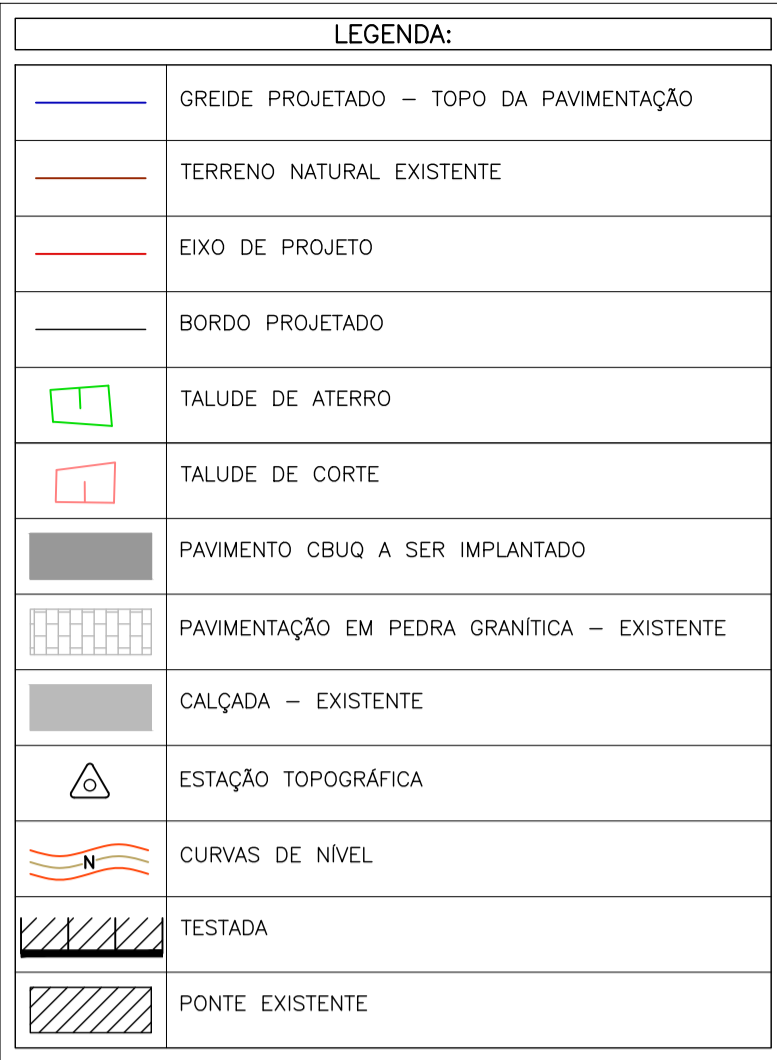 LEGENDA:
GREIDE PROJETADO – TOPO DA PAVIMENTAÇÃO
TERRENO NATURAL EXISTENTE
EIXO DE PROJETO
BORDO PROJETADO
TALUDE DE ATERRO
TALUDE DE CORTE
PAVIMENTO CBUQ A SER IMPLANTADO
PAVIMENTAÇÃO EM PEDRA GRANÍTICA – EXISTENTE
CALÇADA – EXISTENTE
ESTAÇÃO TOPOGRÁFICA
N CURVAS DE NÍVEL
TESTADA
PONTE EXISTENTE